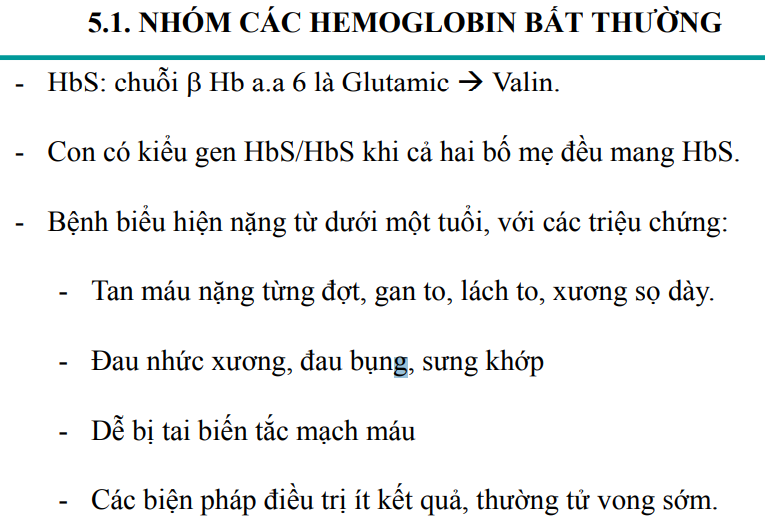 5.1. NHÓM CÁC HEMOGLOBIN BẤT THƯỜNG
- HbS: chuỗi β Hb a.a 6 là Glutamic → Valin.
- Con có kiểu gen HbS/HbS khi cả hai bố mẹ đều mang HbS.
- Bệnh biểu hiện nặng từ dưới một tuổi, với các triệu chứng:
- Tan máu nặng từng đợt, gan to, lách to, xương sọ dày.
- Đau nhức xương, đau bụng, sưng khớp
- Dễ bị tai biến tắc mạch máu
- Các biện pháp điều trị ít kết quả, thường tử vong sớm.